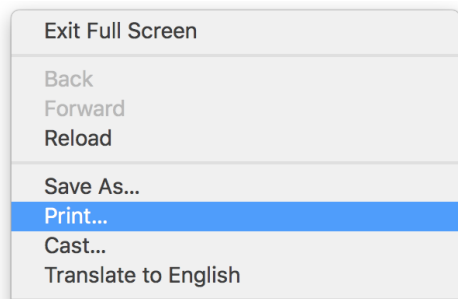 Exit Full Screen
Back
Forward
Reload
Save As...
Print...
Cast...
Translate to English